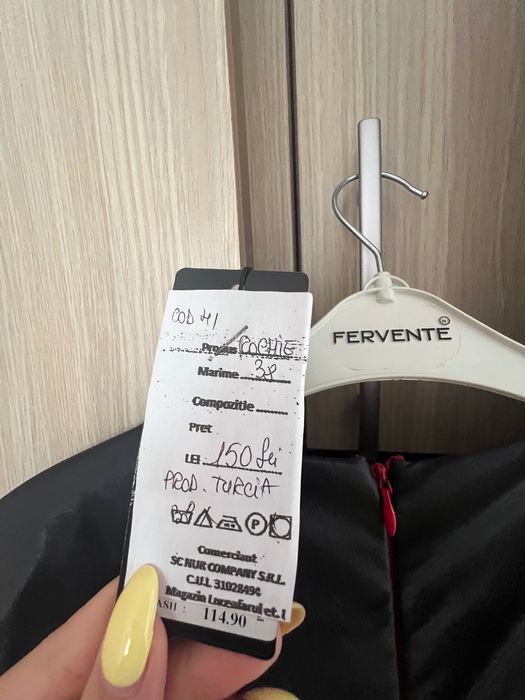 FERVENTE
COD 41
Produs ROCHIE
Marime 38
Compozitie
Pret
LEI 150 lei
PROD. TURCIA
P
Comerciant
SC NUR COMPANY S.R.L.
C.U.I. 31028494
Magazin Luceafarul et. I
114.90